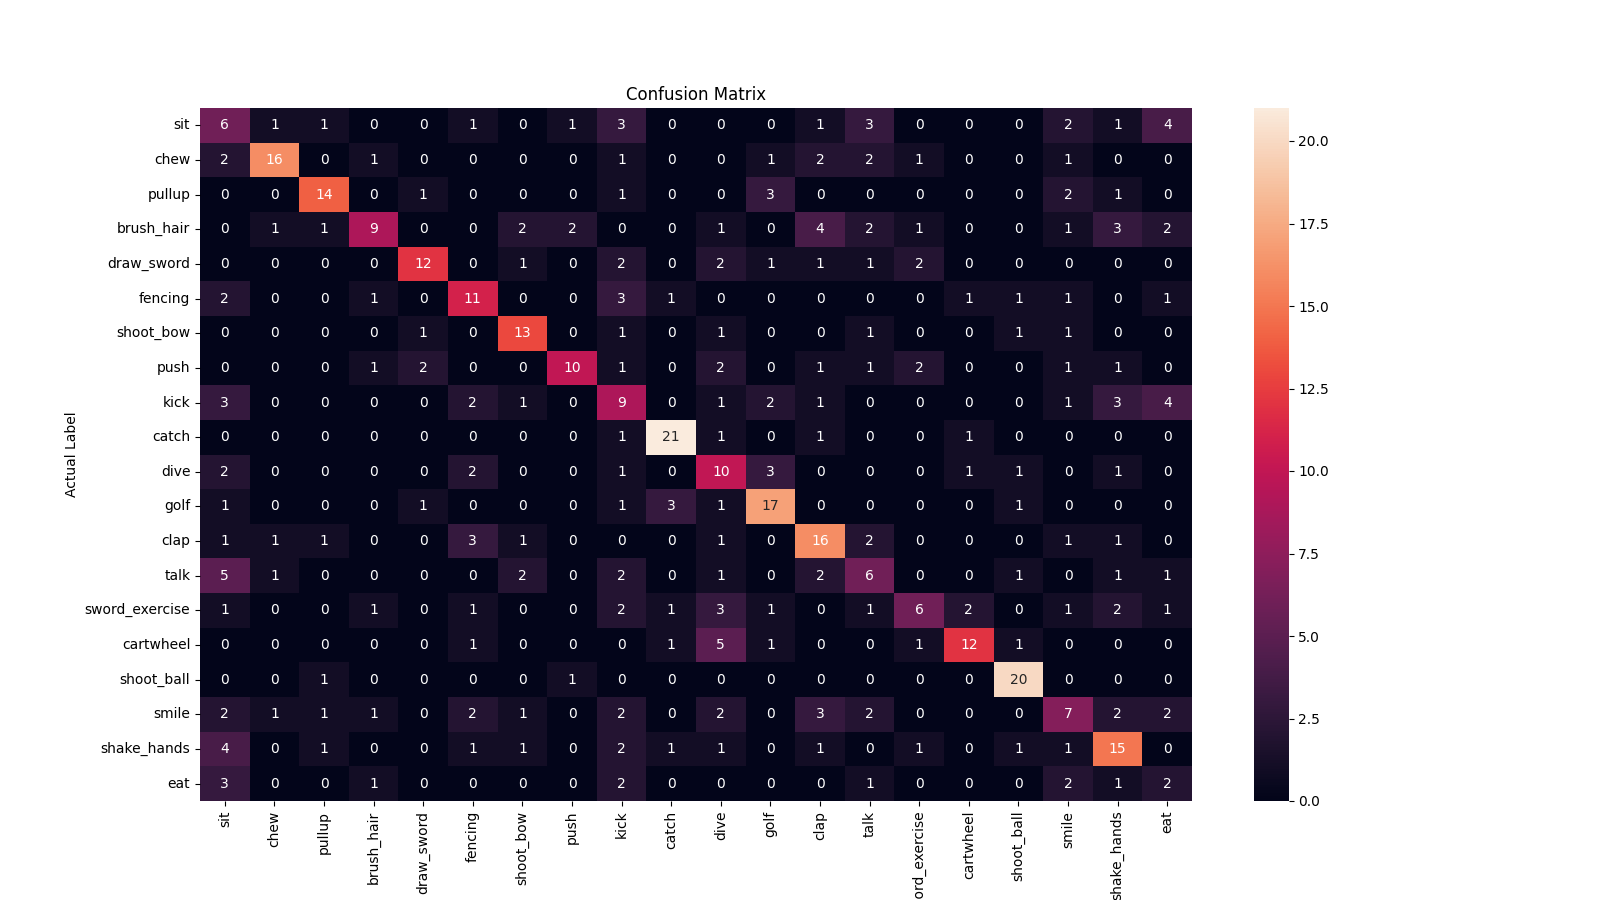 Confusion Matrix
sit 6 1 1 0 0 1 0 1 3 0 0 0 1 3 0 0 0 2 1 4
chew 2 16 0 1 0 0 0 0 1 0 0 1 2 2 1 0 0 1 0 0
pullup 0 0 14 0 1 0 0 0 1 0 0 3 0 0 0 0 0 2 1 0
brush_hair 0 1 1 9 0 0 2 2 0 0 1 0 4 2 1 0 0 1 3 2
draw_sword 0 0 0 0 12 0 1 0 2 0 2 1 1 1 2 0 0 0 0 0
fencing 2 0 0 1 0 11 0 0 3 1 0 0 0 0 0 1 1 1 0 1
shoot_bow 0 0 0 0 1 0 13 0 1 0 1 0 0 1 0 0 1 1 0 0
push 0 0 0 1 2 0 0 10 1 0 2 0 1 1 2 0 0 1 1 0
kick 3 0 0 0 0 2 1 0 9 0 1 2 1 0 0 0 0 1 3 4
catch 0 0 0 0 0 0 0 0 1 21 1 0 1 0 0 1 0 0 0 0
dive 2 0 0 0 0 2 0 0 1 0 10 3 0 0 0 1 1 0 1 0
golf 1 0 0 0 1 0 0 0 1 3 1 17 0 0 0 0 1 0 0 0
clap 1 1 1 0 0 3 1 0 0 0 1 0 16 2 0 0 0 1 1 0
talk 5 1 0 0 0 0 2 0 2 0 1 0 2 6 0 0 1 0 1 1
sword_exercise 1 0 0 1 0 1 0 0 2 1 3 1 0 1 6 2 0 1 2 1
cartwheel 0 0 0 0 0 1 0 0 0 1 5 1 0 0 1 12 1 0 0 0
shoot_ball 0 0 1 0 0 0 0 1 0 0 0 0 0 0 0 0 20 0 0 0
smile 2 1 1 1 0 2 1 0 2 0 2 0 3 2 0 0 0 7 2 2
shake_hands 4 0 1 0 0 1 1 0 2 1 1 0 1 0 1 0 1 1 15 0
eat 3 0 0 1 0 0 0 0 2 0 0 0 0 1 0 0 0 2 1 2
Actual Label
sit chew pullup brush_hair draw_sword fencing shoot_bow push kick catch dive golf clap talk ord_exercise cartwheel shoot_ball smile shake_hands eat
20.0
17.5
15.0
12.5
10.0
7.5
5.0
2.5
0.0